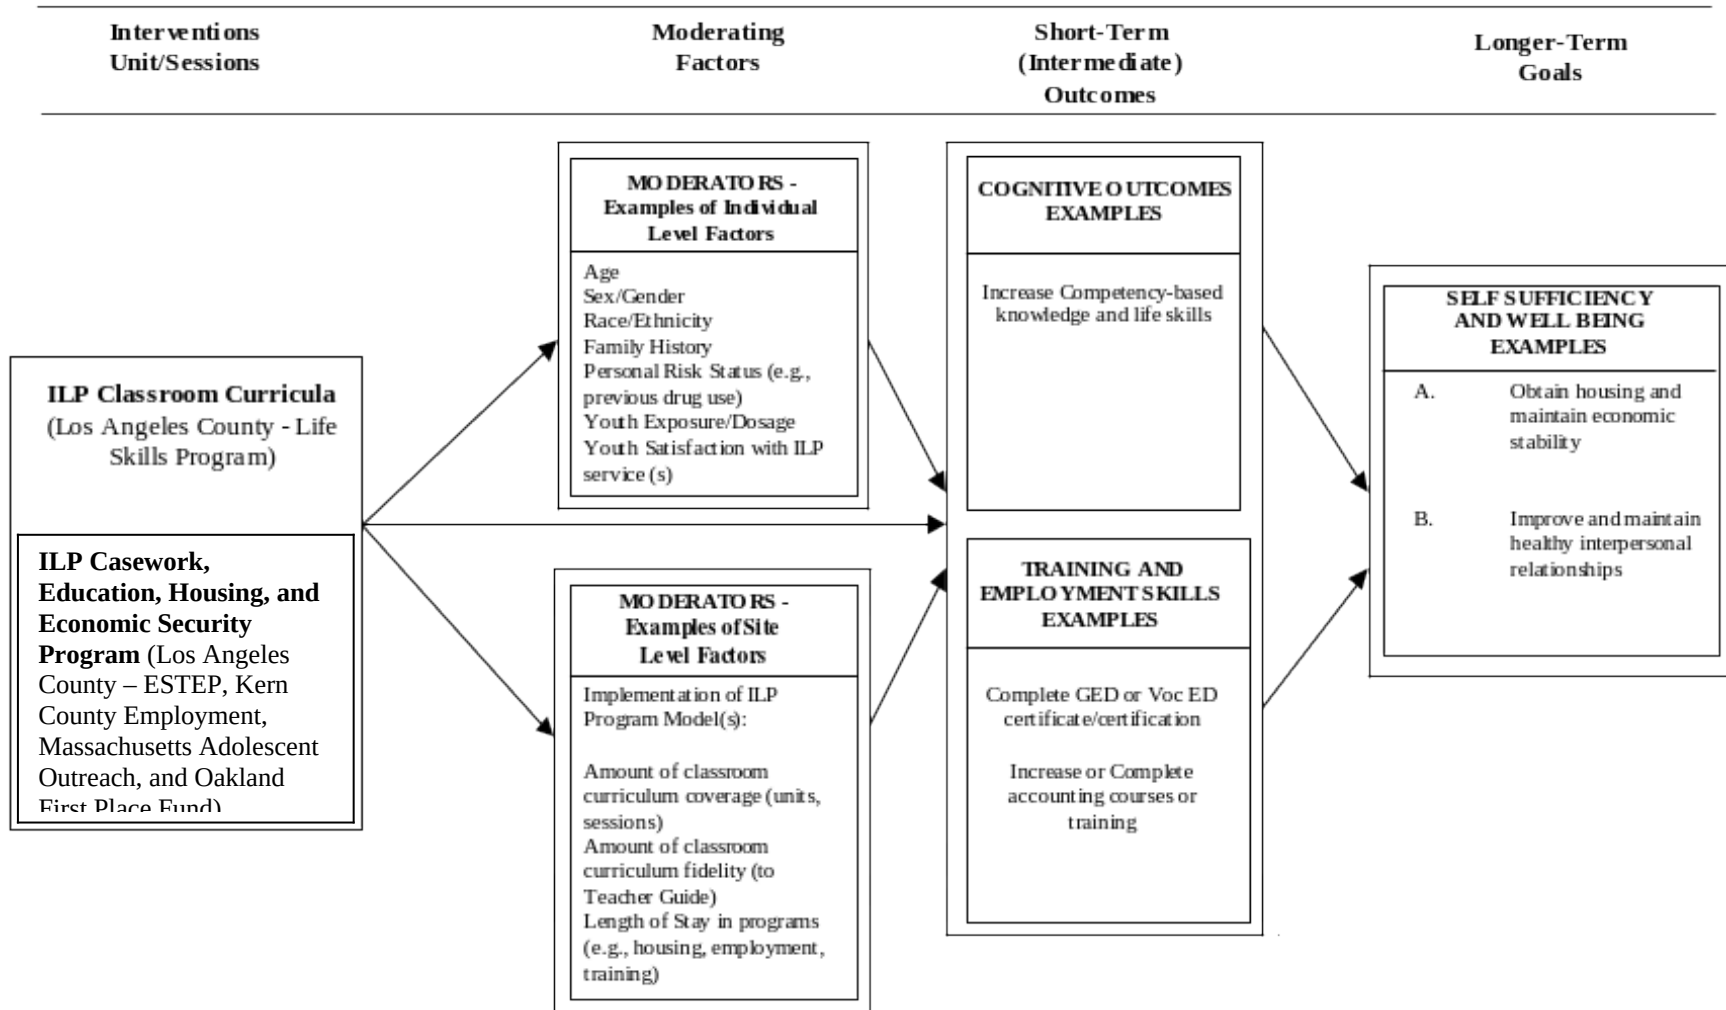 Interventions
Unit/Sessions
Moderating
Factors
Short-Term
(Intermediate)
Outcomes
Longer-Term
Goals
ILP Classroom Curricula
(Los Angeles County - Life
Skills Program)
ILP Casework,
Education, Housing, and
Economic Security
Program (Los Angeles
County – ESTEP, Kern
County Employment,
Massachusetts Adolescent
Outreach, and Oakland
First Place Fund)
MODERATORS -
Examples of Individual
Level Factors
Age
Sex/Gender
Race/Ethnicity
Family History
Personal Risk Status (e.g.,
previous drug use)
Youth Exposure/Dosage
Youth Satisfaction with ILP
service (s)
MODERATORS -
Examples of Site
Level Factors
Implementation of ILP
Program Model(s):
Amount of classroom
curriculum coverage (units,
sessions)
Amount of classroom
curriculum fidelity (to
Teacher Guide)
Length of Stay in programs
(e.g., housing, employment,
training)
COGNITIVE OUTCOMES
EXAMPLES
Increase Competency-based
knowledge and life skills
TRAINING AND
EMPLOYMENT SKILLS
EXAMPLES
Complete GED or Voc ED
certificate/certification
Increase or Complete
accounting courses or
training
SELF SUFFICIENCY
AND WELL BEING
EXAMPLES
A. Obtain housing and
maintain economic
stability
B. Improve and maintain
healthy interpersonal
relationships